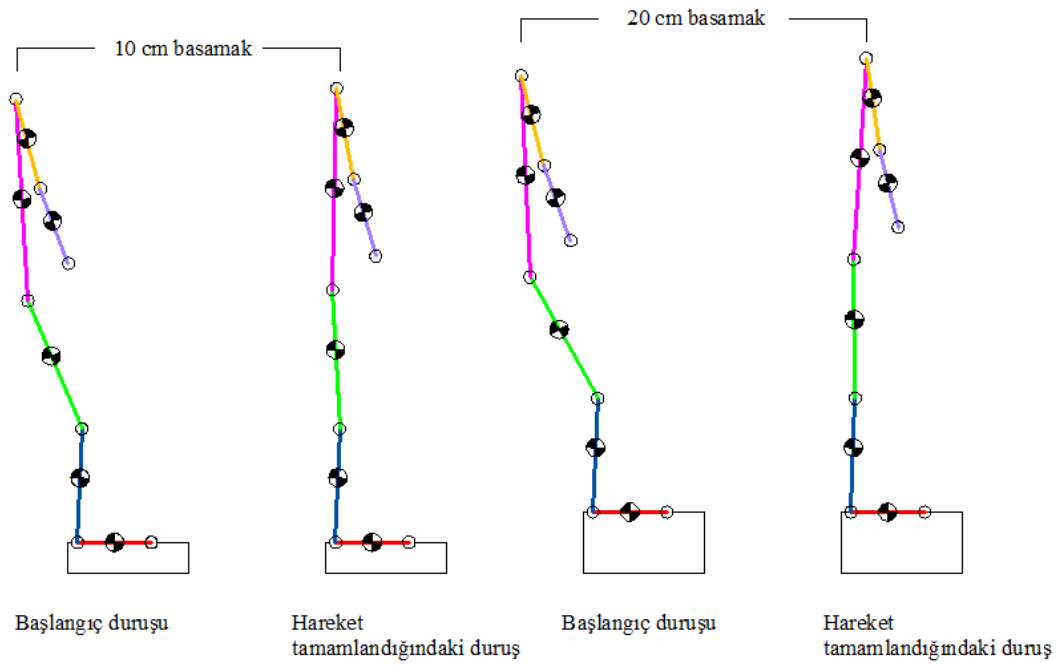 10 cm basamak
20 cm basamak
Başlangıç duruşu
Hareket
tamamlandığındaki duruş
Başlangıç duruşu
Hareket
tamamlandığındaki duruş